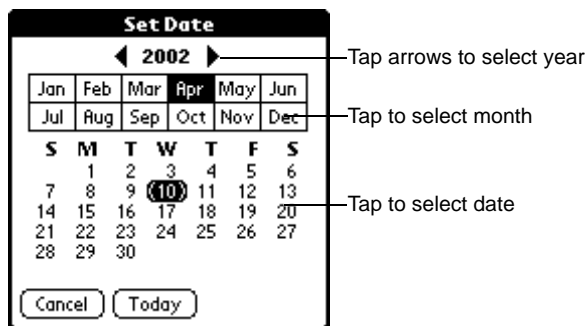 Set Date
2002
Tap arrows to select year
Jan Feb Mar Apr May Jun
Jul Aug Sep Oct Nov Dec
Tap to select month
S M T W T F S
1 2 3 4 5 6
7 8 9 10 11 12 13
14 15 16 17 18 19 20
Tap to select date
21 22 23 24 25 26 27
28 29 30
Cancel Today